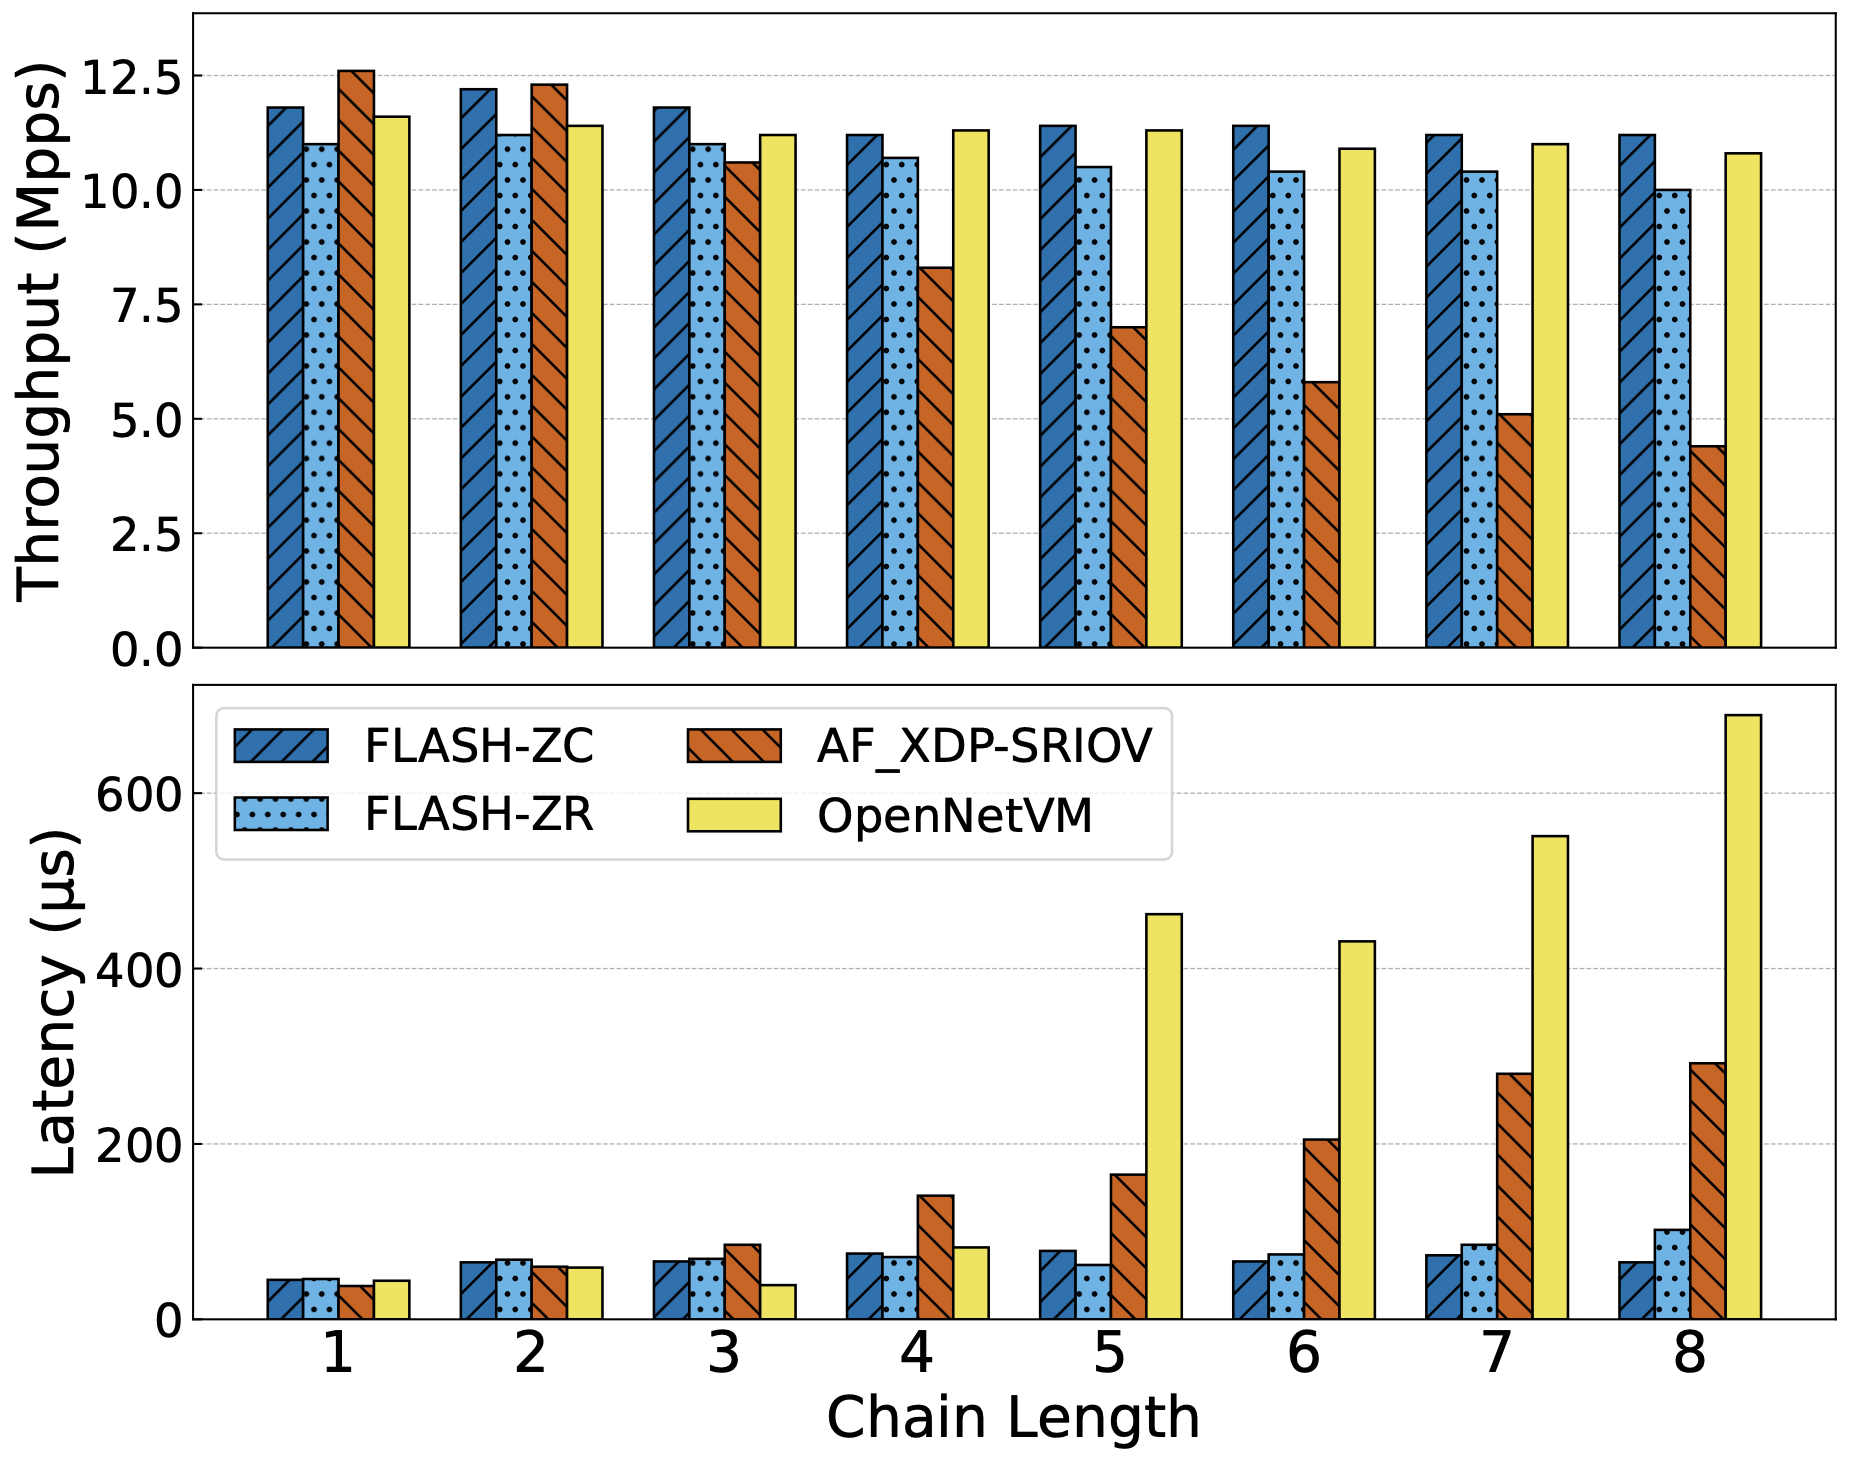 Throughput (Mpps)
12.5
10.0
7.5
5.0
2.5
0.0
FLASH-ZC
AF_XDP-SRIOV
FLASH-ZR
OpenNetVM
Latency (µs)
600
400
200
0
1 2 3 4 5 6 7 8
Chain Length